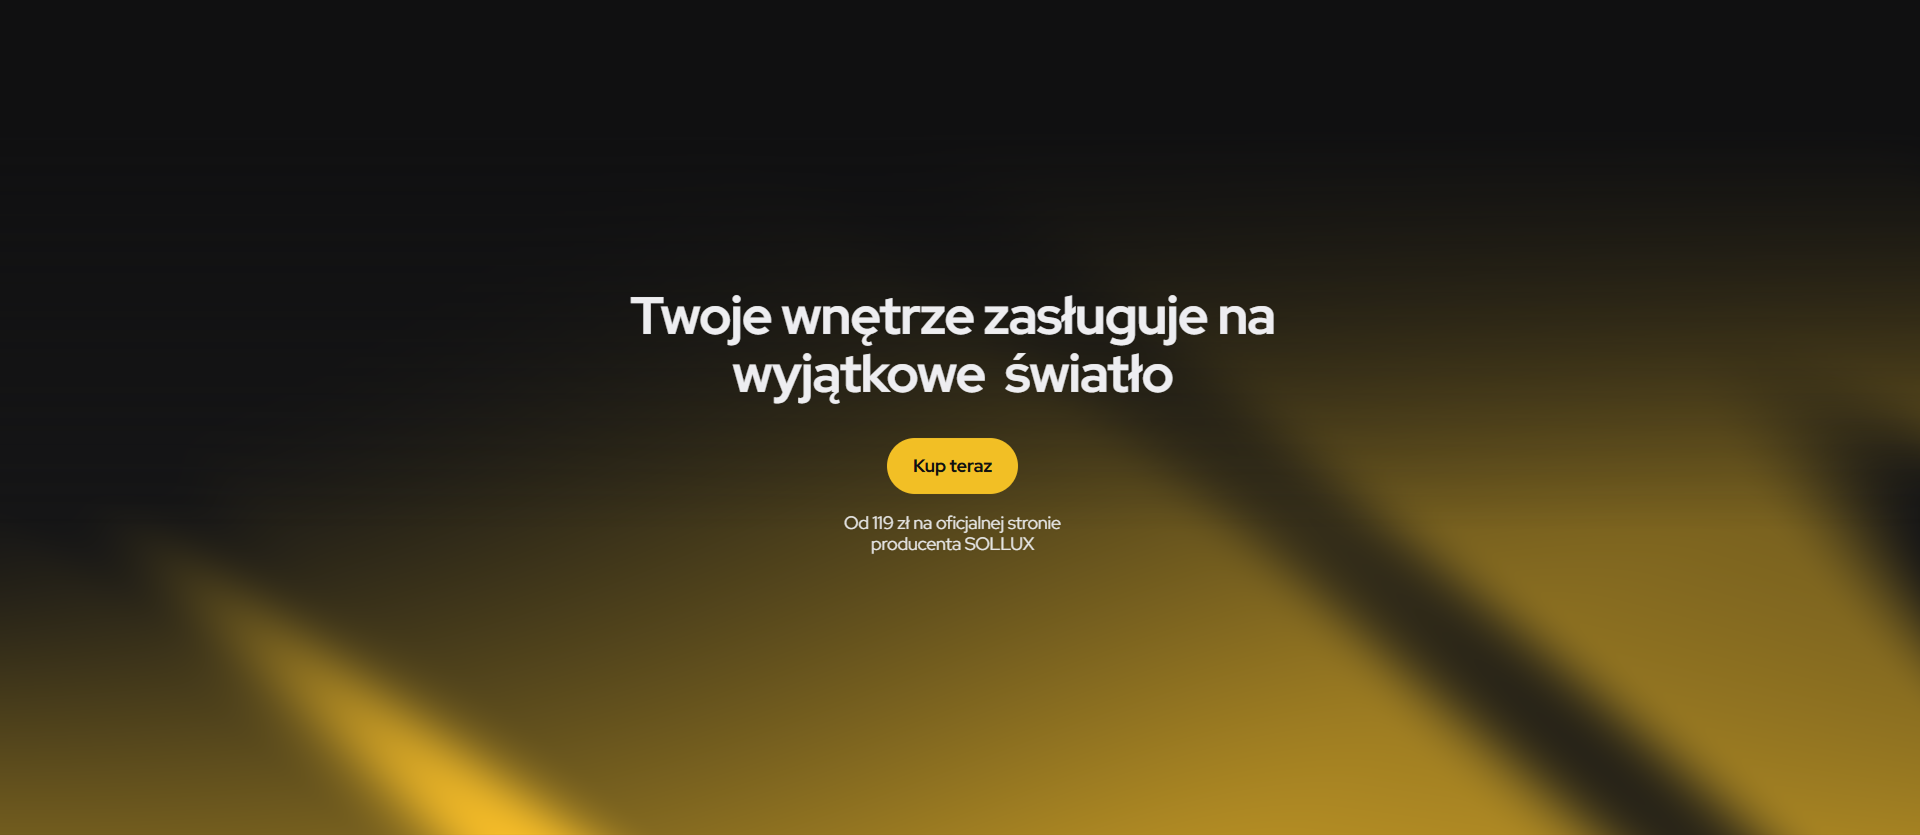 Twoje wnętrze zasługuje na
wyjątkowe  światło
Kup teraz
Od 119 zł na oficjalnej stronie
producenta SOLLUX